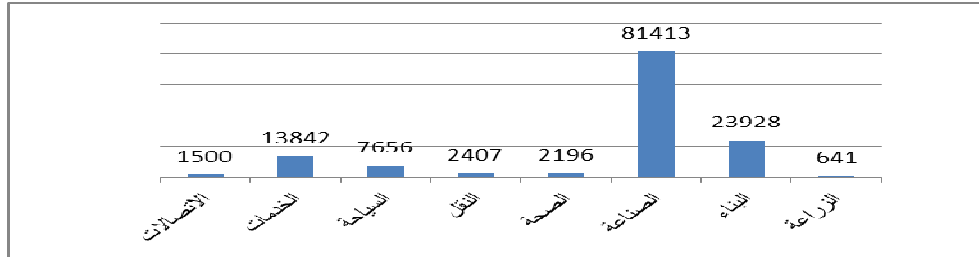 81413
23928
13842
7656
2407
2196
1500
641
الزراعة
البناء
الصناعة
الصحة
النقل
السياحة
الخدمات
الاتصالات